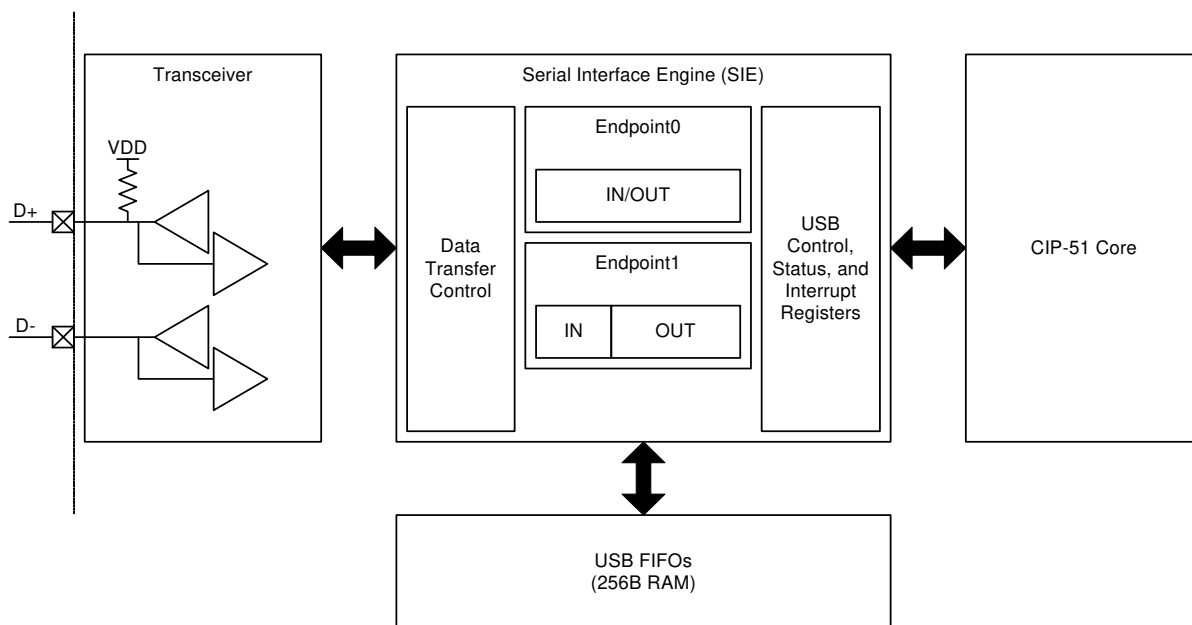 Transceiver
VDD
D+
D-
Serial Interface Engine (SIE)
Data
Transfer
Control
Endpoint0
IN/OUT
Endpoint1
IN
OUT
USB
Control,
Status, and
Interrupt
Registers
CIP-51 Core
USB FIFOs
(256B RAM)